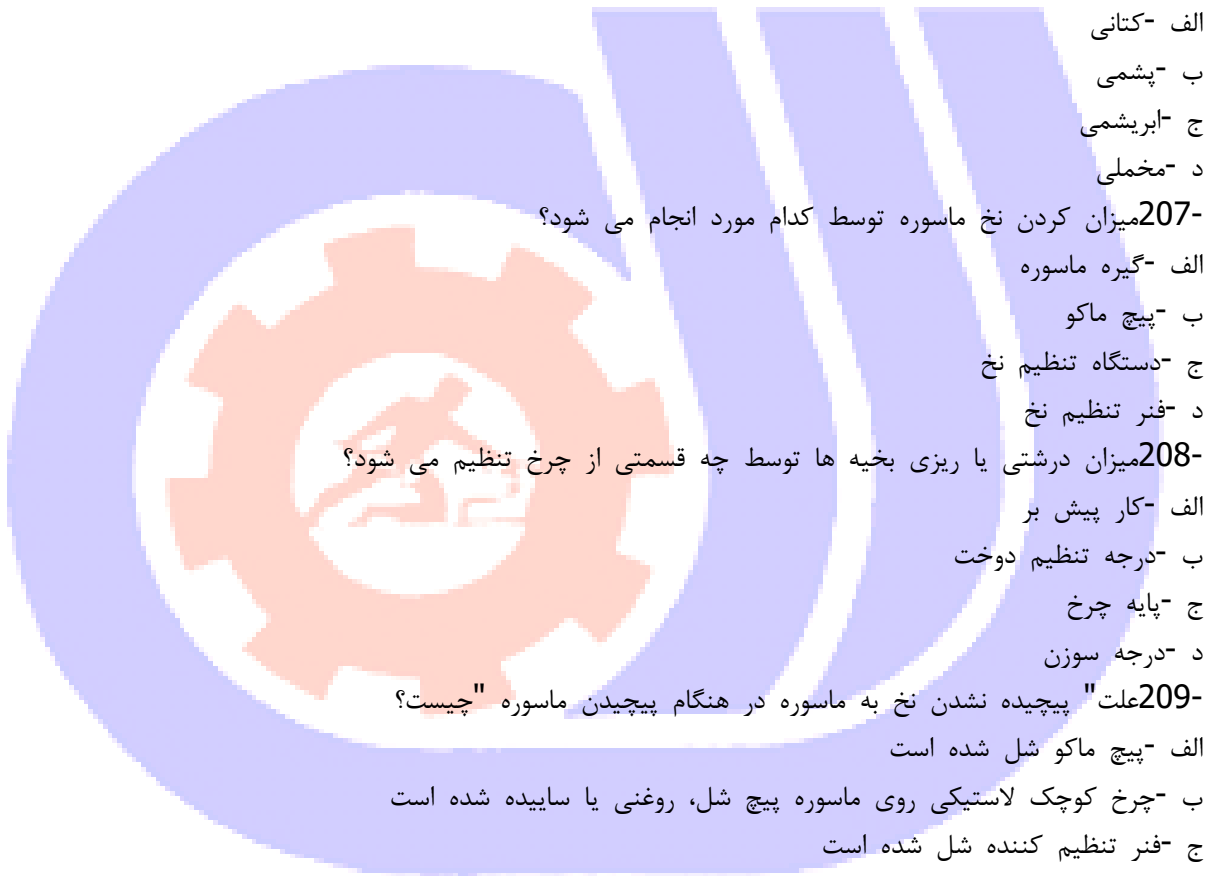 الف -کتانی
ب -پشمی
ج -ابریشمی
د -مخملی
-207میزان کردن نخ ماسوره توسط کدام مورد انجام می شود؟
الف -گیره ماسوره
ب -پیچ ماکو
ج -دستگاه تنظیم نخ
د -فنر تنظیم نخ
-208میزان درشتی یا ریزی بخیه ها توسط چه قسمتی از چرخ تنظیم می شود؟
الف -کار پیش بر
ب -درجه تنظیم دوخت
ج -پایه چرخ
د -درجه سوزن
-209علت" پیچیده نشدن نخ به ماسوره در هنگام پیچیدن ماسوره "چیست؟
الف -پیچ ماکو شل شده است
ب -چرخ کوچک لاستیکی روی ماسوره پیچ شل، روغنی یا ساییده شده است
ج -فنر تنظیم کننده شل شده است